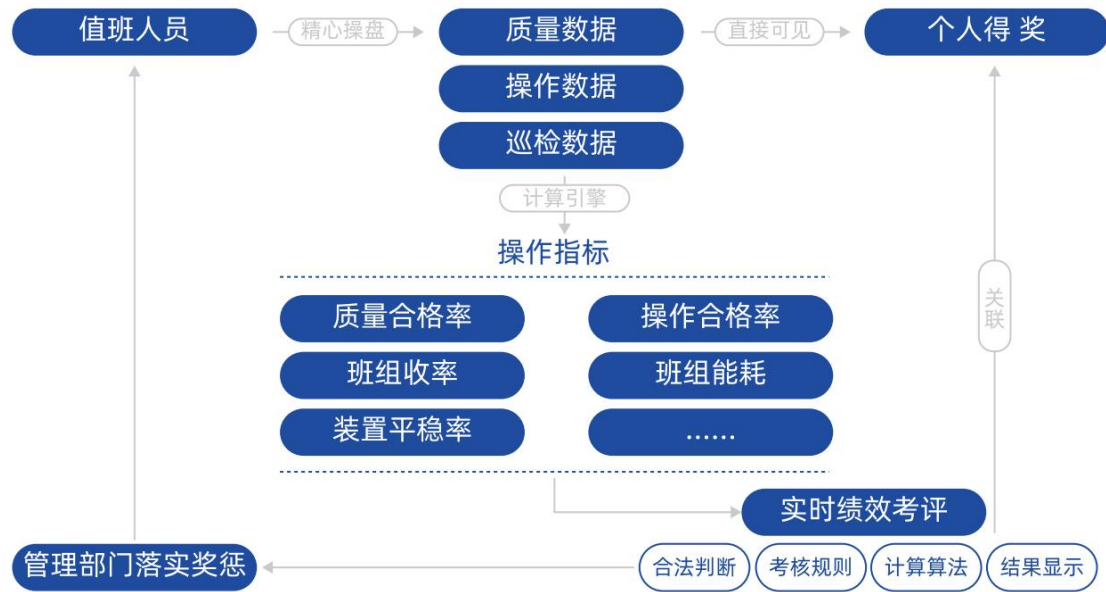 值班人员
精心操盘
质量数据
直接可见
个人得 奖
操作数据
巡检数据
计算引擎
操作指标
质量合格率
操作合格率
关联
班组收率
班组能耗
装置平稳率
......
实时绩效考评
管理部门落实奖惩
合法判断
考核规则
计算算法
结果显示